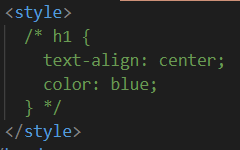 <style>
/* h1 {
text-align: center;
color: blue;
} */
</style>